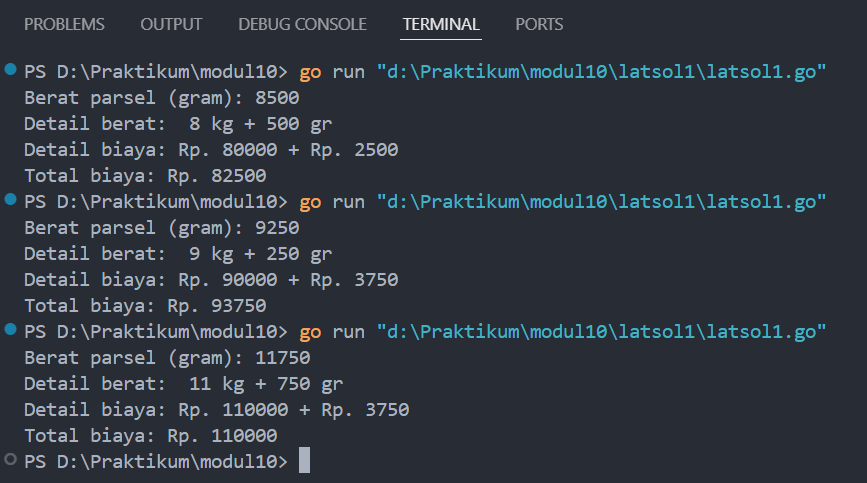 PROBLEMS OUTPUT DEBUG CONSOLE TERMINAL PORTS
PS D:\Praktikum\modul10> go run "d:\Praktikum\modul10\latsol1\latsol1.go"
Berat parsel (gram): 8500
Detail berat:  8 kg + 500 gr
Detail biaya: Rp. 80000 + Rp. 2500
Total biaya: Rp. 82500
PS D:\Praktikum\modul10> go run "d:\Praktikum\modul10\latsol1\latsol1.go"
Berat parsel (gram): 9250
Detail berat:  9 kg + 250 gr
Detail biaya: Rp. 90000 + Rp. 3750
Total biaya: Rp. 93750
PS D:\Praktikum\modul10> go run "d:\Praktikum\modul10\latsol1\latsol1.go"
Berat parsel (gram): 11750
Detail berat:  11 kg + 750 gr
Detail biaya: Rp. 110000 + Rp. 3750
Total biaya: Rp. 110000
PS D:\Praktikum\modul10>